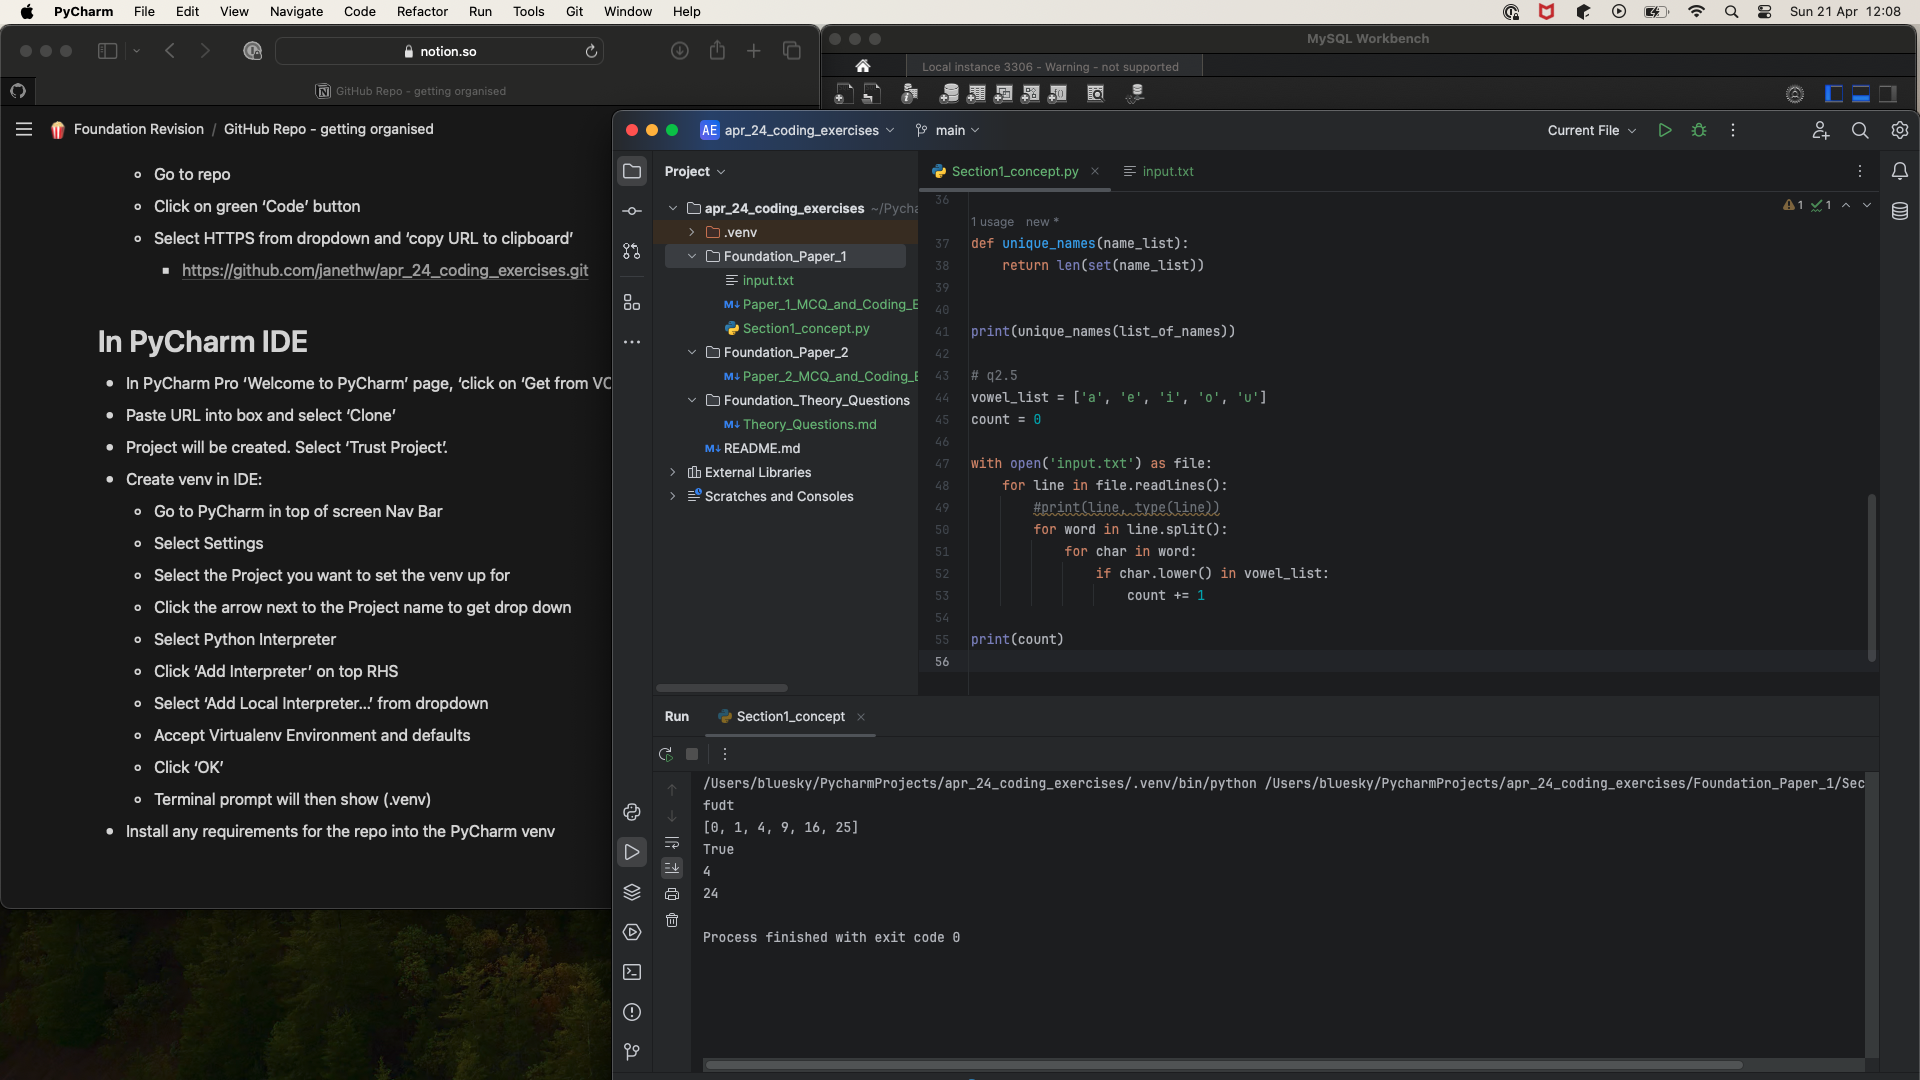 PyCharm File Edit View Navigate Code Refactor Run Tools Git Window Help Sun 21 Apr 12:08
notion.so
GitHub Repo - getting organised
Foundation Revision / GitHub Repo - getting organised
Go to repo
Click on green ‘Code’ button
Select HTTPS from dropdown and ‘copy URL to clipboard’
https://github.com/janethw/apr_24_coding_exercises.git
In PyCharm IDE
In PyCharm Pro ‘Welcome to PyCharm’ page, ‘click on ‘Get from VC
Paste URL into box and select ‘Clone’
Project will be created. Select ‘Trust Project’.
Create venv in IDE:
Go to PyCharm in top of screen Nav Bar
Select Settings
Select the Project you want to set the venv up for
Click the arrow next to the Project name to get drop down
Select Python Interpreter
Click ‘Add Interpreter’ on top RHS
Select ‘Add Local Interpreter...’ from dropdown
Accept Virtualenv Environment and defaults
Click ‘OK’
Terminal prompt will then show (.venv)
Install any requirements for the repo into the PyCharm venv
MySQL Workbench
Local instance 3306 - Warning - not supported
AE apr_24_coding_exercises main Current File
Project
apr_24_coding_exercises ~/Pycha
.venv
Foundation_Paper_1
input.txt
M↓ Paper_1_MCQ_and_Coding_E
Section1_concept.py
Foundation_Paper_2
M↓ Paper_2_MCQ_and_Coding_E
Foundation_Theory_Questions
M↓ Theory_Questions.md
M↓ README.md
External Libraries
Scratches and Consoles
Section1_concept.py input.txt
1 1
36
1 usage new *
37 def unique_names(name_list):
38 return len(set(name_list))
39
40
41 print(unique_names(list_of_names))
42
43 # q2.5
44 vowel_list = ['a', 'e', 'i', 'o', 'u']
45 count = 0
46
47 with open('input.txt') as file:
48 for line in file.readlines():
49 #print(line, type(line))
50 for word in line.split():
51 for char in word:
52 if char.lower() in vowel_list:
53 count += 1
54
55 print(count)
56
Run Section1_concept
/Users/bluesky/PycharmProjects/apr_24_coding_exercises/.venv/bin/python /Users/bluesky/PycharmProjects/apr_24_coding_exercises/Foundation_Paper_1/Sec
fudt
[0, 1, 4, 9, 16, 25]
True
4
24
Process finished with exit code 0